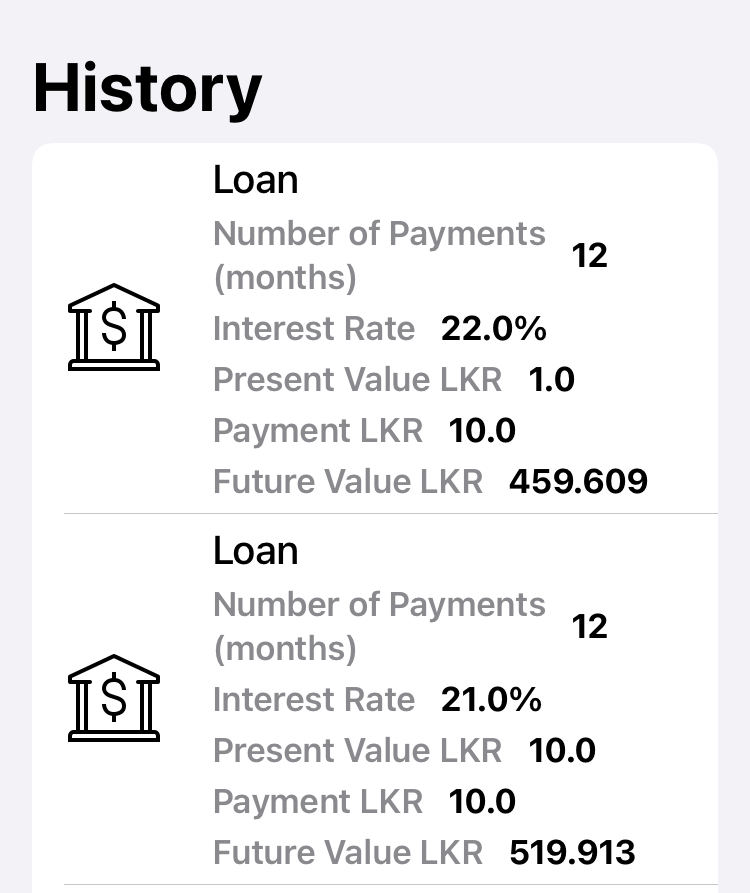 History
Loan
Number of Payments
(months)
12
Interest Rate 22.0%
Present Value LKR 1.0
Payment LKR 10.0
Future Value LKR 459.609
Loan
Number of Payments
(months)
12
Interest Rate 21.0%
Present Value LKR 10.0
Payment LKR 10.0
Future Value LKR 519.913